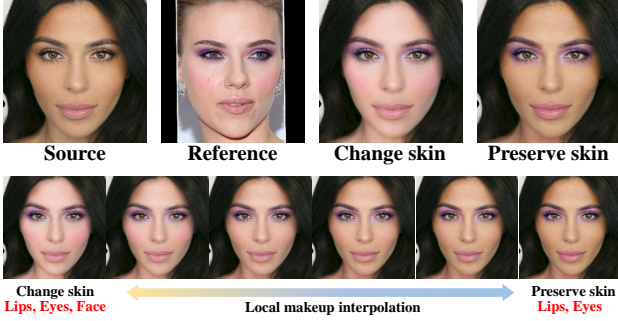 Source
Reference
Change skin
Preserve skin
Change skin
Lips, Eyes, Face
Local makeup interpolation
Preserve skin
Lips, Eyes